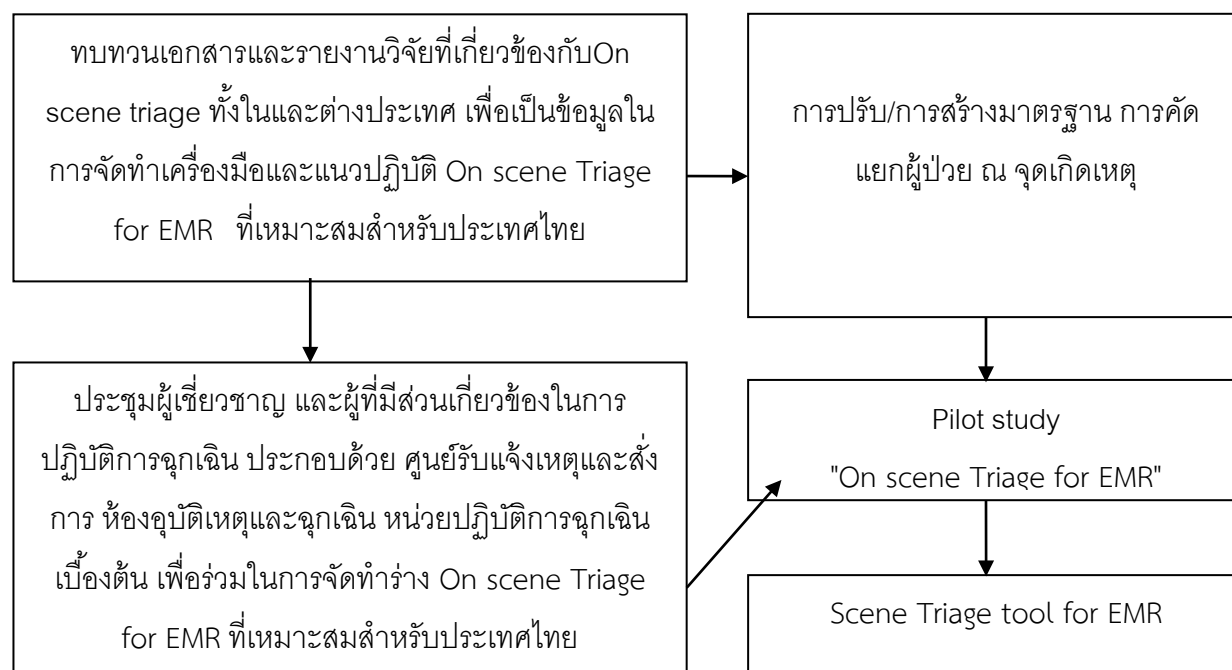 ทบทวนเอกสารและรายงานวิจัยที่เกี่ยวข้องกับOn
scene triage ทั้งในและต่างประเทศ เพื่อเป็นข้อมูลใน
การจัดทำเครื่องมือและแนวปฏิบัติ On scene Triage
for EMR ที่เหมาะสมสำหรับประเทศไทย
การปรับ/การสร้างมาตรฐาน การคัด
แยกผู้ป่วย ณ จุดเกิดเหตุ
ประชุมผู้เชี่ยวชาญ และผู้ที่มีส่วนเกี่ยวข้องในการ
ปฏิบัติการฉุกเฉิน ประกอบด้วย ศูนย์รับแจ้งเหตุและสั่ง
การ ห้องอุบัติเหตุและฉุกเฉิน หน่วยปฏิบัติการฉุกเฉิน
เบื้องต้น เพื่อร่วมในการจัดทำร่าง On scene Triage
for EMR ที่เหมาะสมสำหรับประเทศไทย
Pilot study
"On scene Triage for EMR"
Scene Triage tool for EMR